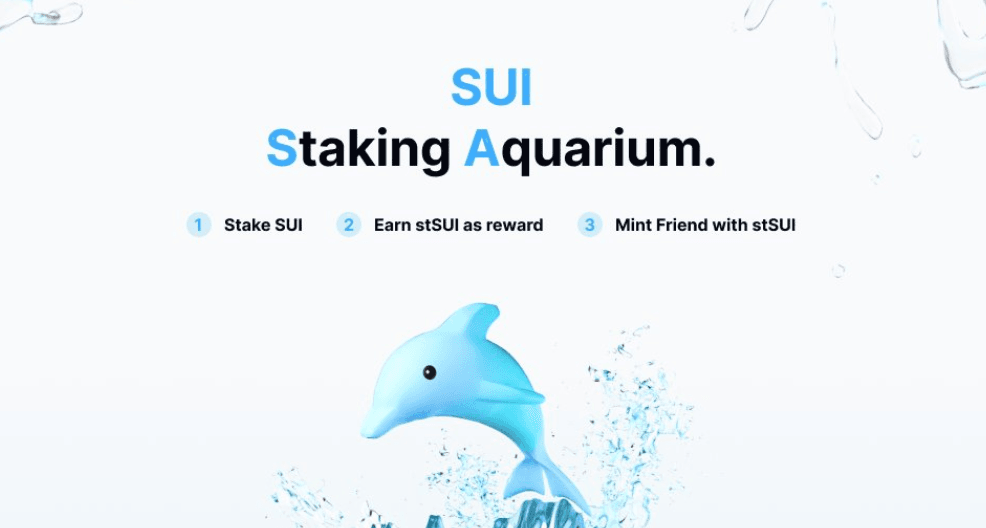 SUI
Staking Aquarium.
1 Stake SUI 2 Earn stSUI as reward 3 Mint Friend with stSUI